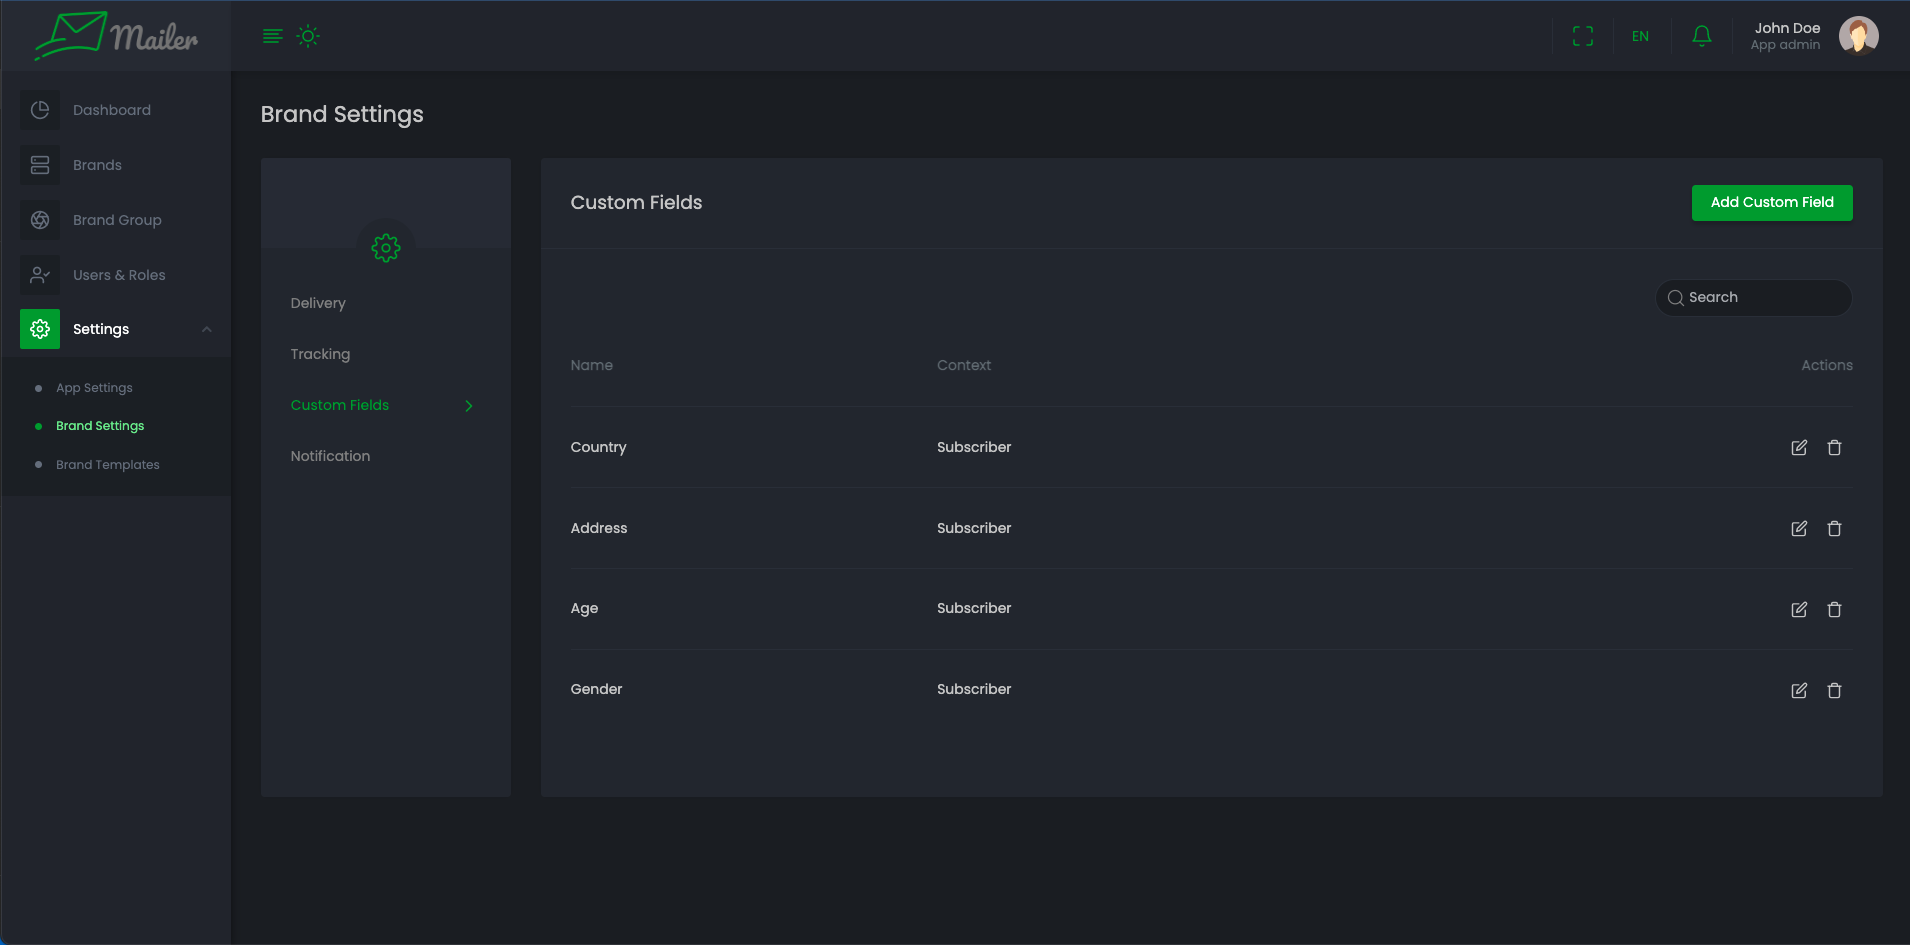 Mailer
EN
John Doe
App admin
Dashboard
Brands
Brand Group
Users & Roles
Settings
App Settings
Brand Settings
Brand Templates
Brand Settings
Delivery
Tracking
Custom Fields
Notification
Custom Fields
Add Custom Field
Search
Name Context Actions
Country Subscriber
Address Subscriber
Age Subscriber
Gender Subscriber